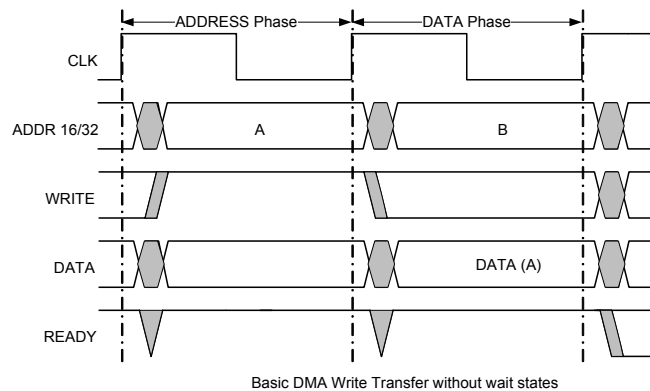 ADDRESS Phase DATA Phase
CLK
ADDR 16/32 A B
WRITE
DATA DATA (A)
READY
Basic DMA Write Transfer without wait states